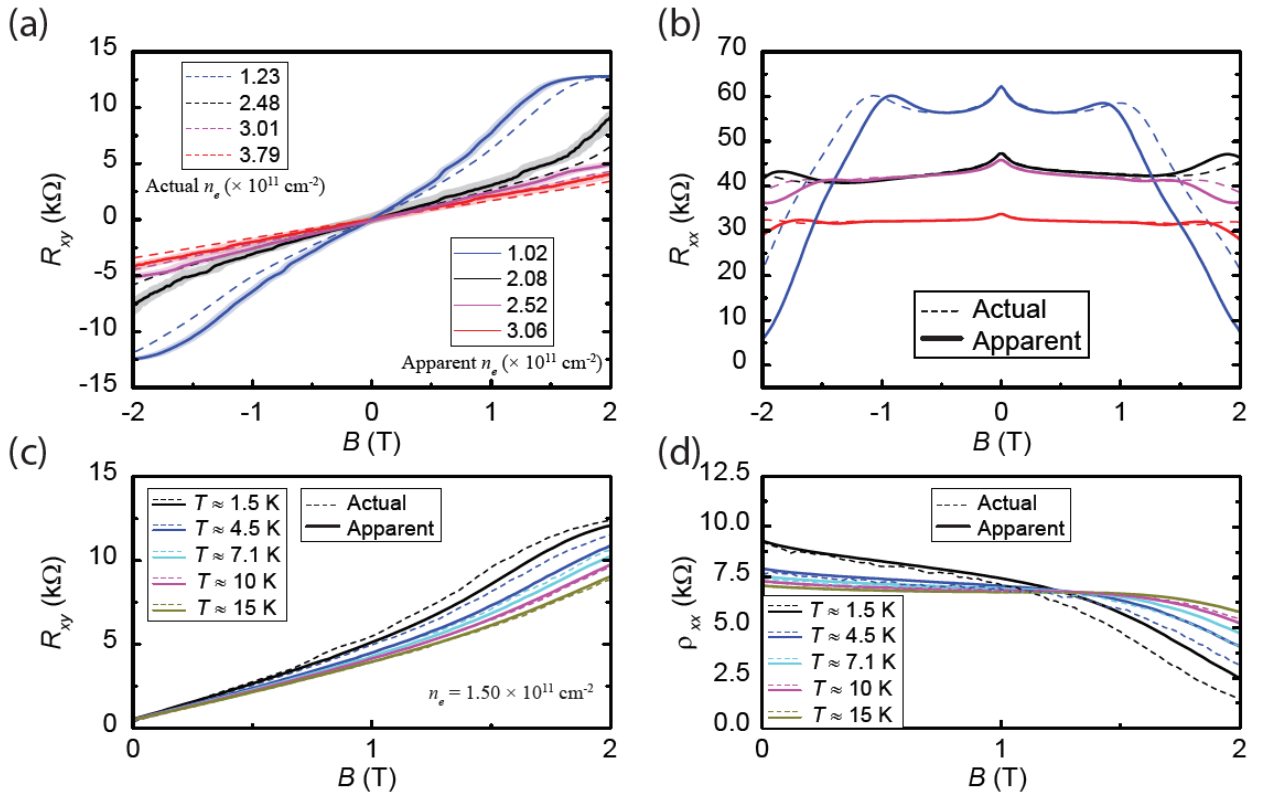 (a)
15
10
5
0
-5
-10
-15
R_xy (kΩ)
1.23
2.48
3.01
3.79
Actual n_e (× 10^11 cm^-2)
1.02
2.08
2.52
3.06
Apparent n_e (× 10^11 cm^-2)
-2 -1 0 1 2
B (T)
(b)
70
60
50
40
30
20
10
0
R_xx (kΩ)
Actual
Apparent
-2 -1 0 1 2
B (T)
(c)
15
10
5
0
R_xy (kΩ)
T ≈ 1.5 K
T ≈ 4.5 K
T ≈ 7.1 K
T ≈ 10 K
T ≈ 15 K
Actual
Apparent
n_e = 1.50 × 10^11 cm^-2
0 1 2
B (T)
(d)
12.5
10.0
7.5
5.0
2.5
0.0
ρ_xx (kΩ)
Actual
Apparent
T ≈ 1.5 K
T ≈ 4.5 K
T ≈ 7.1 K
T ≈ 10 K
T ≈ 15 K
0 1 2
B (T)